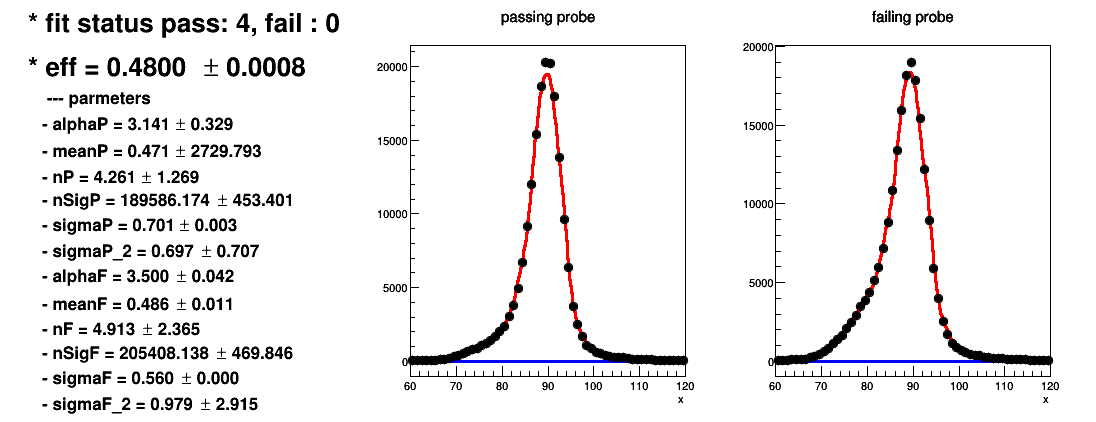 * fit status pass: 4, fail : 0
* eff = 0.4800 ± 0.0008
--- parmeters
- alphaP = 3.141 ± 0.329
- meanP = 0.471 ± 2729.793
- nP = 4.261 ± 1.269
- nSigP = 189586.174 ± 453.401
- sigmaP = 0.701 ± 0.003
- sigmaP_2 = 0.697 ± 0.707
- alphaF = 3.500 ± 0.042
- meanF = 0.486 ± 0.011
- nF = 4.913 ± 2.365
- nSigF = 205408.138 ± 469.846
- sigmaF = 0.560 ± 0.000
- sigmaF_2 = 0.979 ± 2.915
passing probe
20000
15000
10000
5000
0
60 70 80 90 100 110 120
x
failing probe
20000
15000
10000
5000
0
60 70 80 90 100 110 120
x